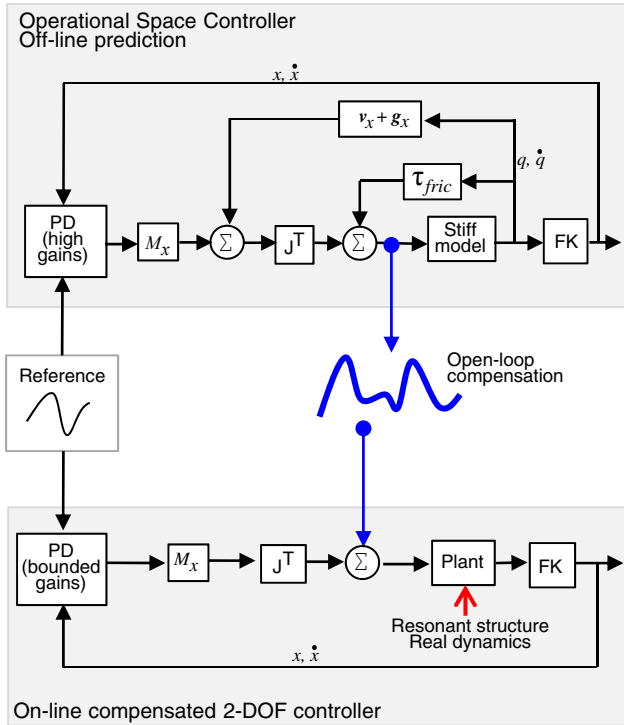 Operational Space Controller
Off-line prediction
x, ẋ
v_x + g_x
q, q̇
τ_fric
PD
(high
gains)
M_x
Σ
J^T
Σ
Stiff
model
FK
Reference
Open-loop
compensation
PD
(bounded
gains)
M_x
J^T
Σ
Plant
FK
Resonant structure
Real dynamics
x, ẋ
On-line compensated 2-DOF controller